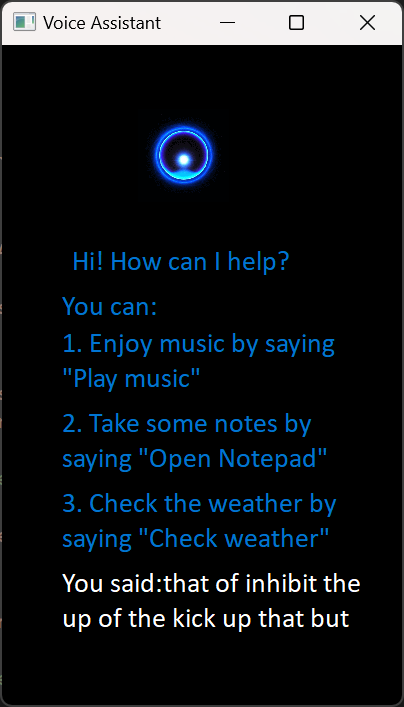 Voice Assistant
Hi! How can I help?
You can:
1. Enjoy music by saying
"Play music"
2. Take some notes by
saying "Open Notepad"
3. Check the weather by
saying "Check weather"
You said:that of inhibit the
up of the kick up that but